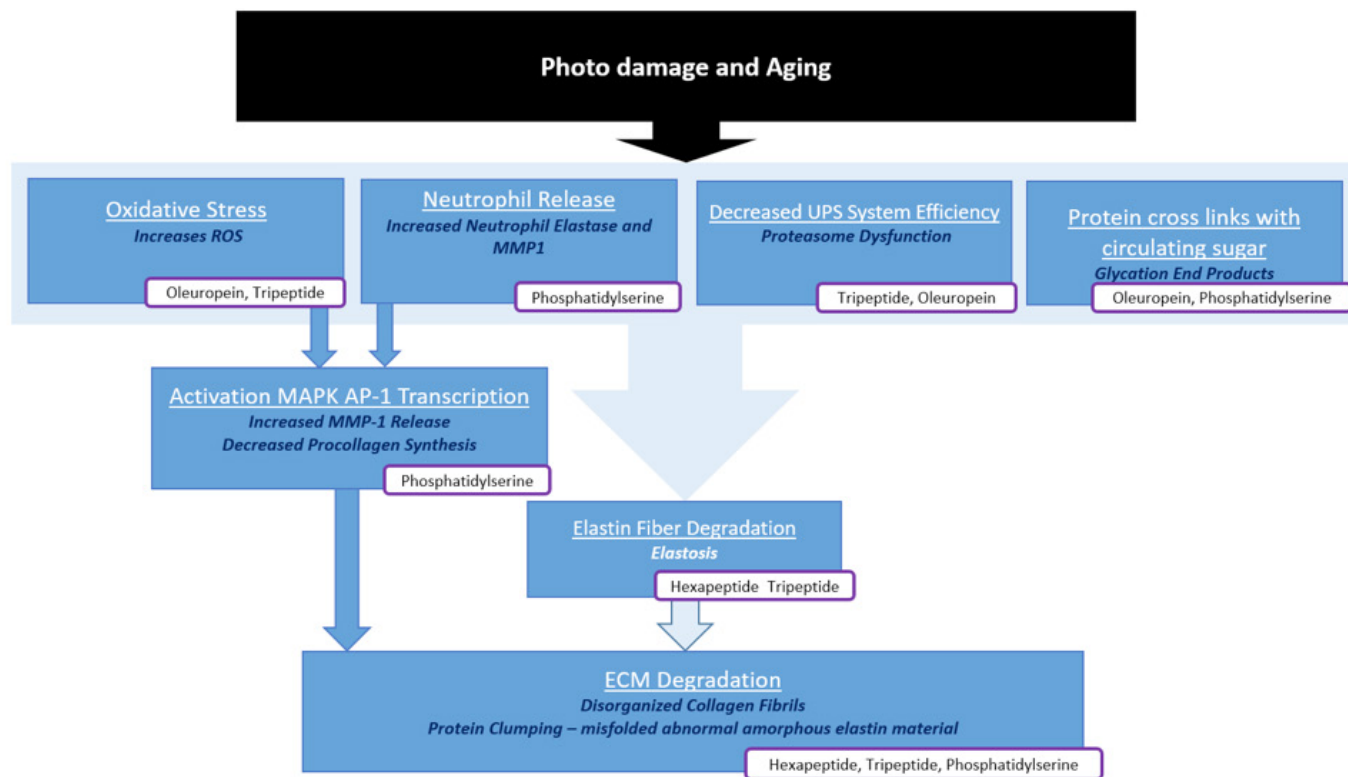 Photo damage and Aging
Oxidative Stress
Increases ROS
Oleuropein, Tripeptide
Neutrophil Release
Increased Neutrophil Elastase and
MMP1
Phosphatidylserine
Decreased UPS System Efficiency
Proteasome Dysfunction
Tripeptide, Oleuropein
Protein cross links with
circulating sugar
Glycation End Products
Oleuropein, Phosphatidylserine
Activation MAPK AP-1 Transcription
Increased MMP-1 Release
Decreased Procollagen Synthesis
Phosphatidylserine
Elastin Fiber Degradation
Elastosis
Hexapeptide Tripeptide
ECM Degradation
Disorganized Collagen Fibrils
Protein Clumping – misfolded abnormal amorphous elastin material
Hexapeptide, Tripeptide, Phosphatidylserine